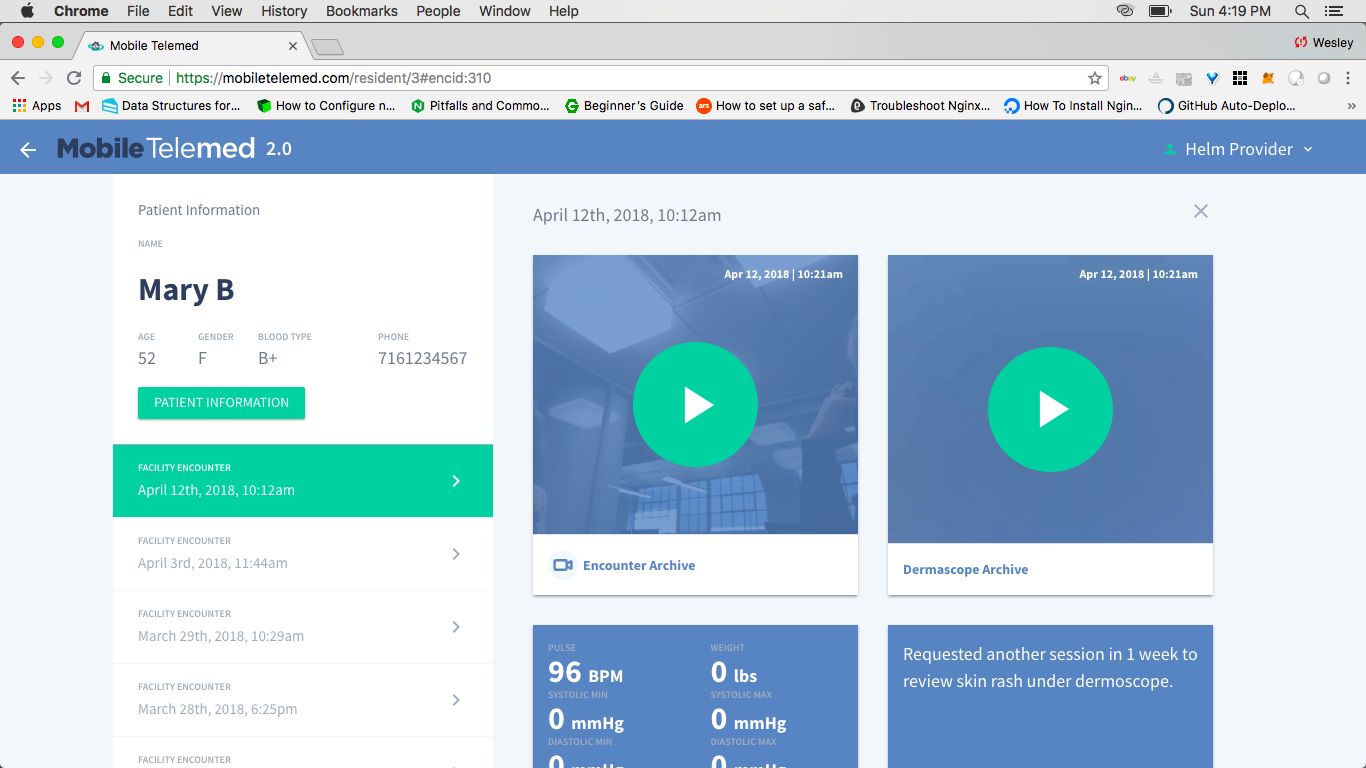 Chrome File Edit View History Bookmarks People Window Help Sun 4:19 PM
Mobile Telemed Wesley
Secure https://mobiletelemed.com/resident/3#encid:310
Apps Data Structures for... How to Configure n... Pitfalls and Commo... Beginner's Guide How to set up a saf... Troubleshoot Nginx... How To Install Ngin... GitHub Auto-Deplo... »
MobileTelemed 2.0 Helm Provider
Patient Information
NAME
Mary B
AGE GENDER BLOOD TYPE PHONE
52 F B+ 7161234567
PATIENT INFORMATION
FACILITY ENCOUNTER
April 12th, 2018, 10:12am
FACILITY ENCOUNTER
April 3rd, 2018, 11:44am
FACILITY ENCOUNTER
March 29th, 2018, 10:29am
FACILITY ENCOUNTER
March 28th, 2018, 6:25pm
FACILITY ENCOUNTER
April 12th, 2018, 10:12am
Apr 12, 2018 | 10:21am
Encounter Archive
Apr 12, 2018 | 10:21am
Dermascope Archive
PULSE WEIGHT
96 BPM 0 lbs
SYSTOLIC MIN SYSTOLIC MAX
0 mmHg 0 mmHg
DIASTOLIC MIN DIASTOLIC MAX
0 mmHg 0 mmHg
Requested another session in 1 week to
review skin rash under dermoscope.